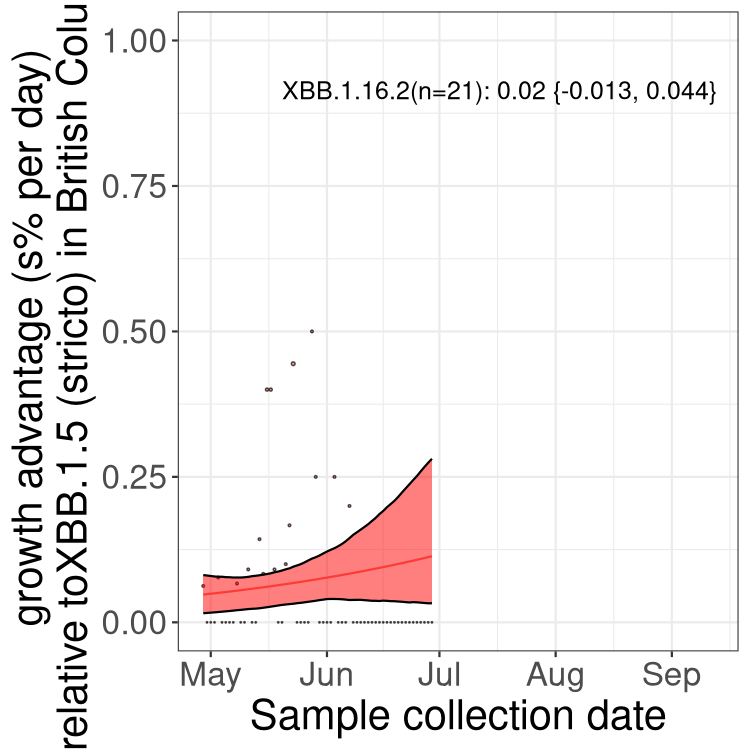 growth advantage (s% per day)
relative toXBB.1.5 (stricto) in British Colu
1.00
0.75
0.50
0.25
0.00
XBB.1.16.2(n=21): 0.02 {-0.013, 0.044}
May Jun Jul Aug Sep
Sample collection date